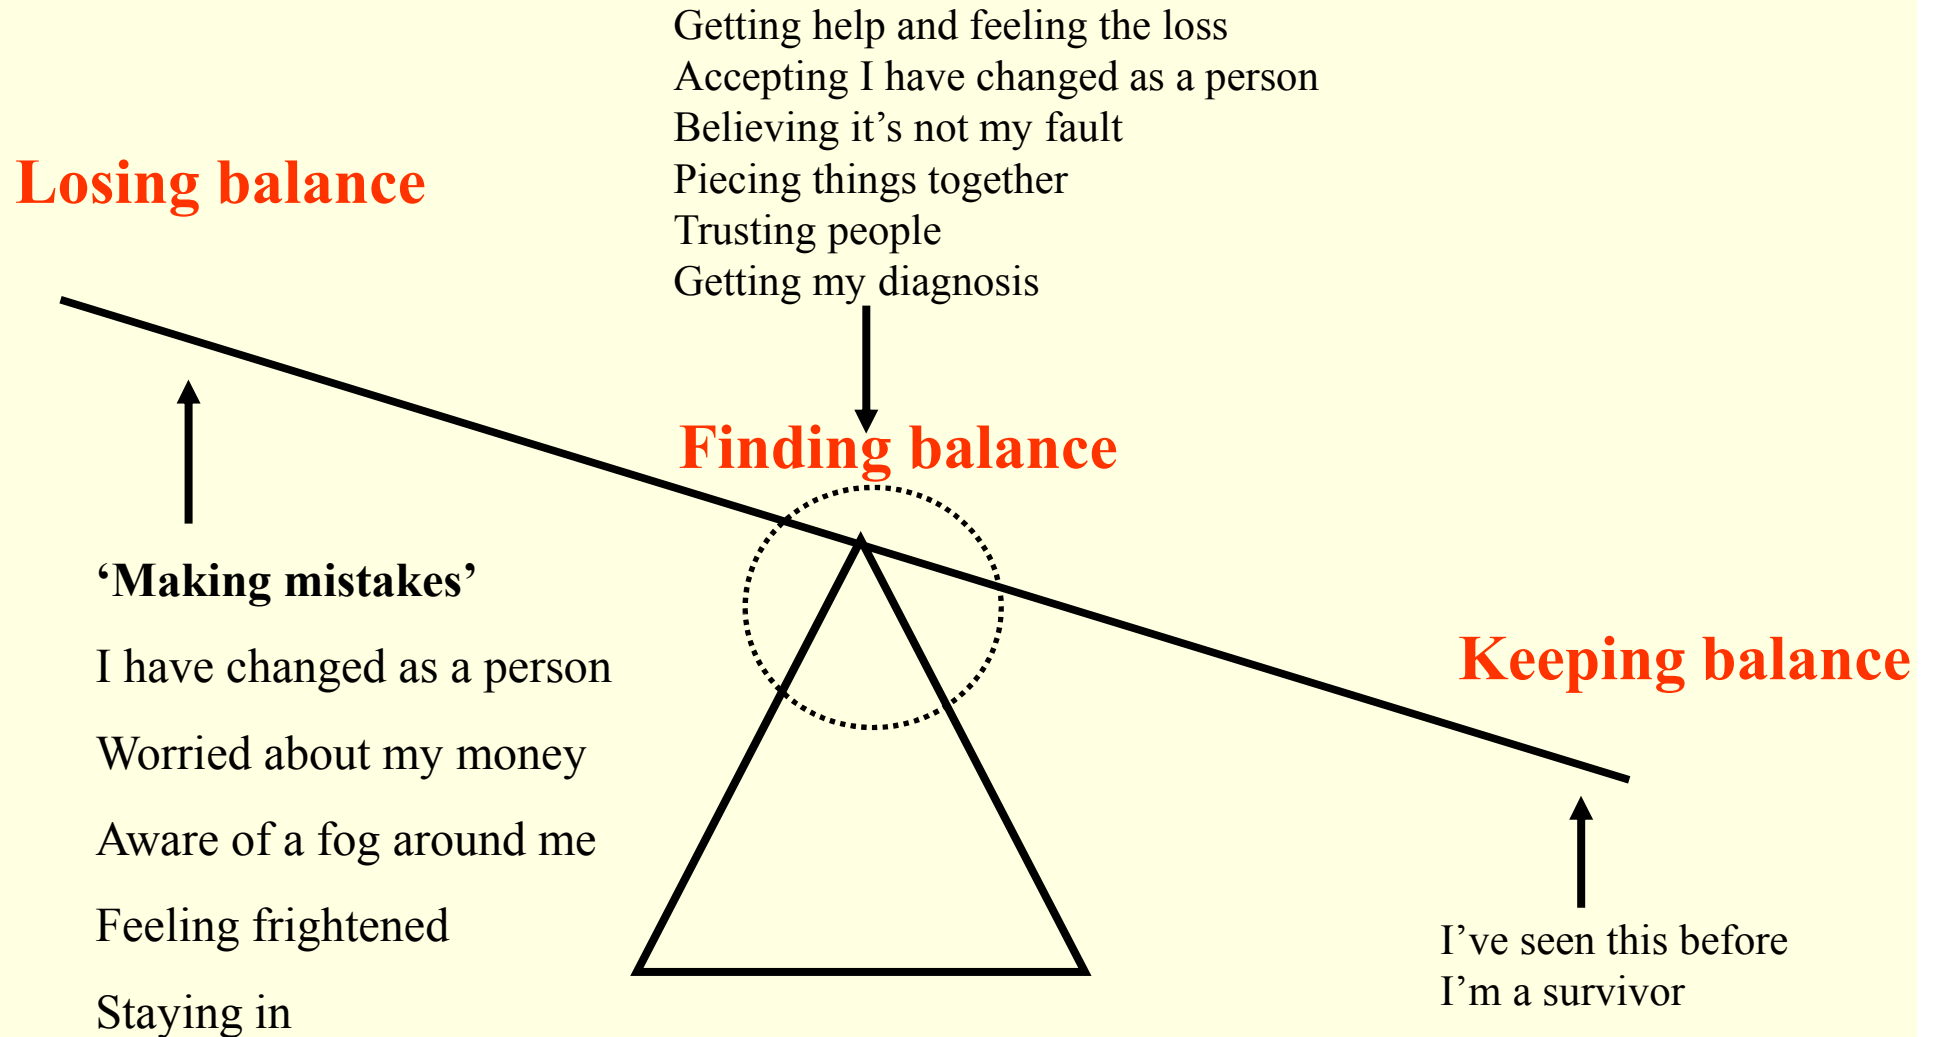 Getting help and feeling the loss
Accepting I have changed as a person
Believing it’s not my fault
Piecing things together
Trusting people
Getting my diagnosis
Losing balance
Finding balance
Keeping balance
‘Making mistakes’
I have changed as a person
Worried about my money
Aware of a fog around me
Feeling frightened
Staying in
I’ve seen this before
I’m a survivor